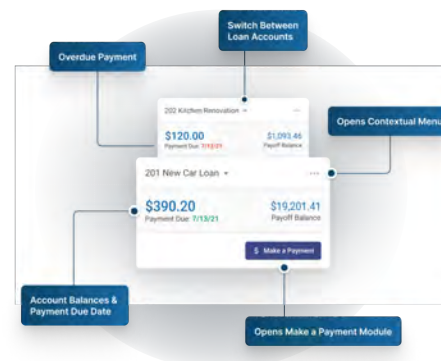 Switch Between
Loan Accounts
Overdue Payment
202 Kitchen Renovation
$120.00
$1,093.46
Payment Due: 7/13/21
Payoff Balance
Opens Contextual Menu
201 New Car Loan
$390.20
$19,201.41
Payment Due: 7/13/21
Payoff Balance
$ Make a Payment
Account Balances &
Payment Due Date
Opens Make a Payment Module